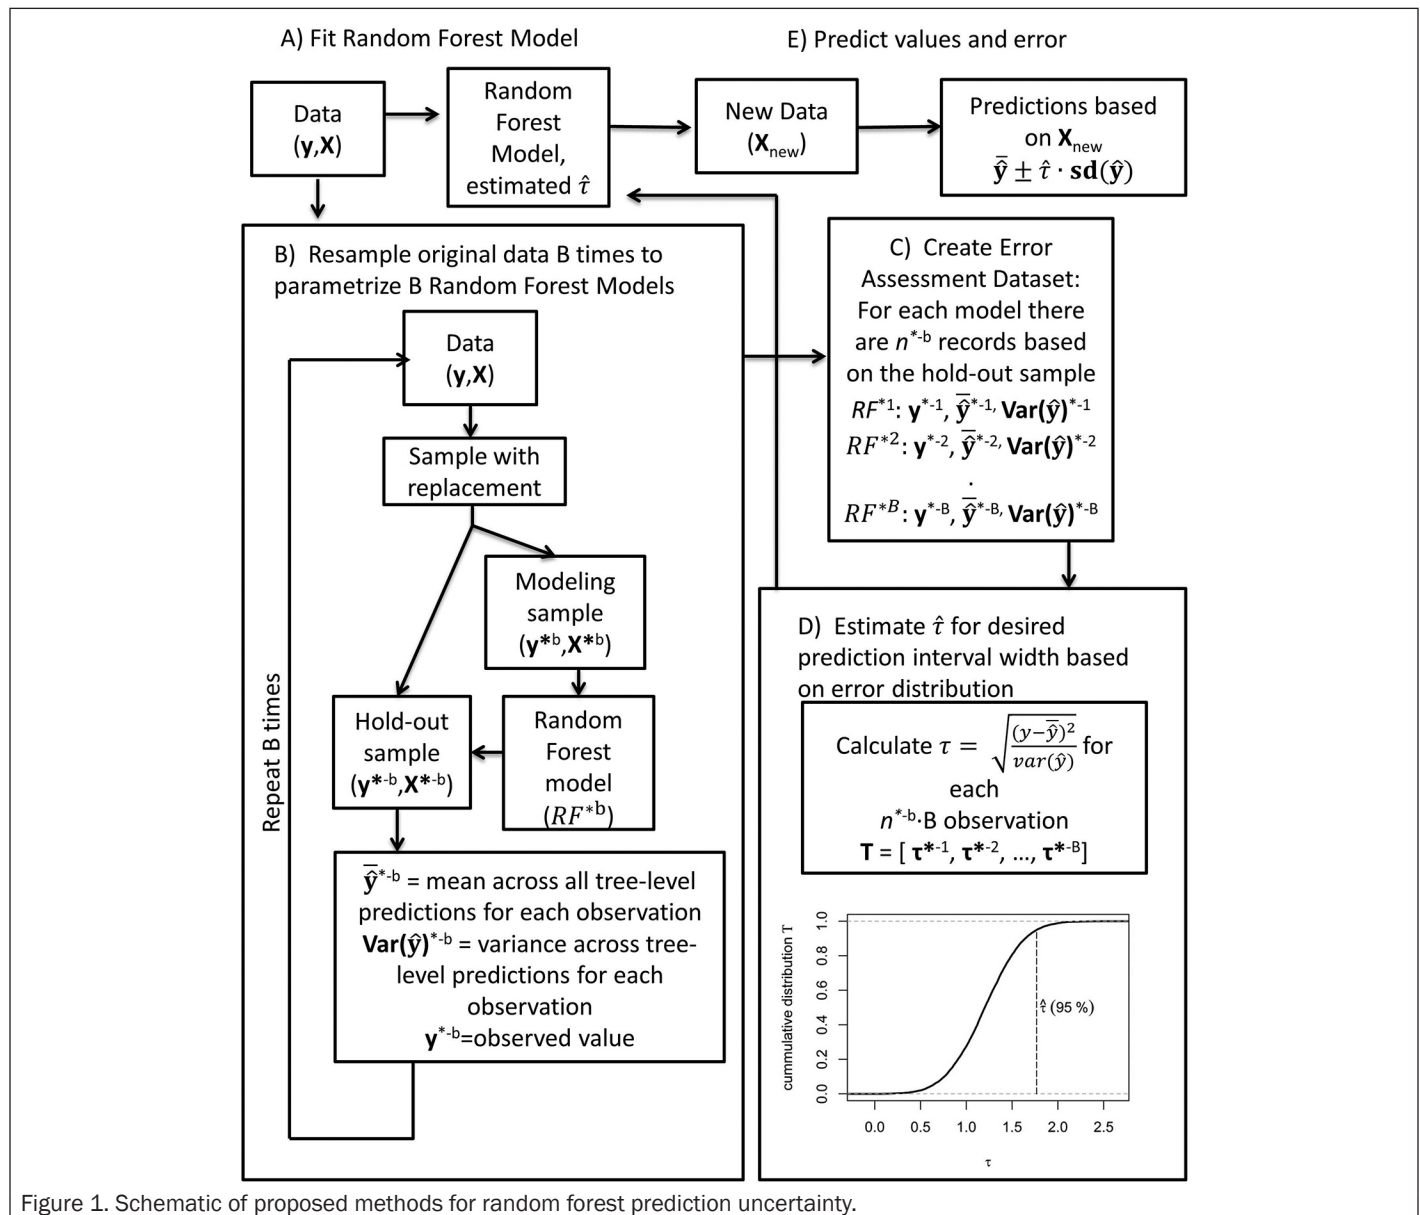 A) Fit Random Forest Model
Data
(y,X)
Random
Forest
Model,
estimated τ̂
E) Predict values and error
New Data
(Xnew)
Predictions based
on Xnew
ŷ̄ ± τ̂ · sd(ŷ)
B) Resample original data B times to
parametrize B Random Forest Models
Data
(y,X)
Sample with
replacement
Modeling
sample
(y*ᵇ,X*ᵇ)
Random
Forest
model
(RF*ᵇ)
Hold-out
sample
(y*⁻ᵇ,X*⁻ᵇ)
ŷ̄*⁻ᵇ = mean across all tree-level
predictions for each observation
Var(ŷ)*⁻ᵇ = variance across tree-
level predictions for each
observation
y*⁻ᵇ=observed value
Repeat B times
C) Create Error
Assessment Dataset:
For each model there
are n*⁻ᵇ records based
on the hold-out sample
RF*¹: y*⁻¹, ŷ̄*⁻¹, Var(ŷ)*⁻¹
RF*²: y*⁻², ŷ̄*⁻², Var(ŷ)*⁻²
.
RF*ᴮ: y*⁻ᴮ, ŷ̄*⁻ᴮ, Var(ŷ)*⁻ᴮ
D) Estimate τ̂ for desired
prediction interval width based
on error distribution
Calculate τ = √((y−ŷ̄)²/var(ŷ)) for
each
n*⁻ᵇ·B observation
T = [ τ*⁻¹, τ*⁻², ..., τ*⁻ᴮ]
cummulative distribution T
1.0
0.8
0.6
0.4
0.2
0.0
τ̂ (95 %)
0.0 0.5 1.0 1.5 2.0 2.5
τ
Figure 1. Schematic of proposed methods for random forest prediction uncertainty.